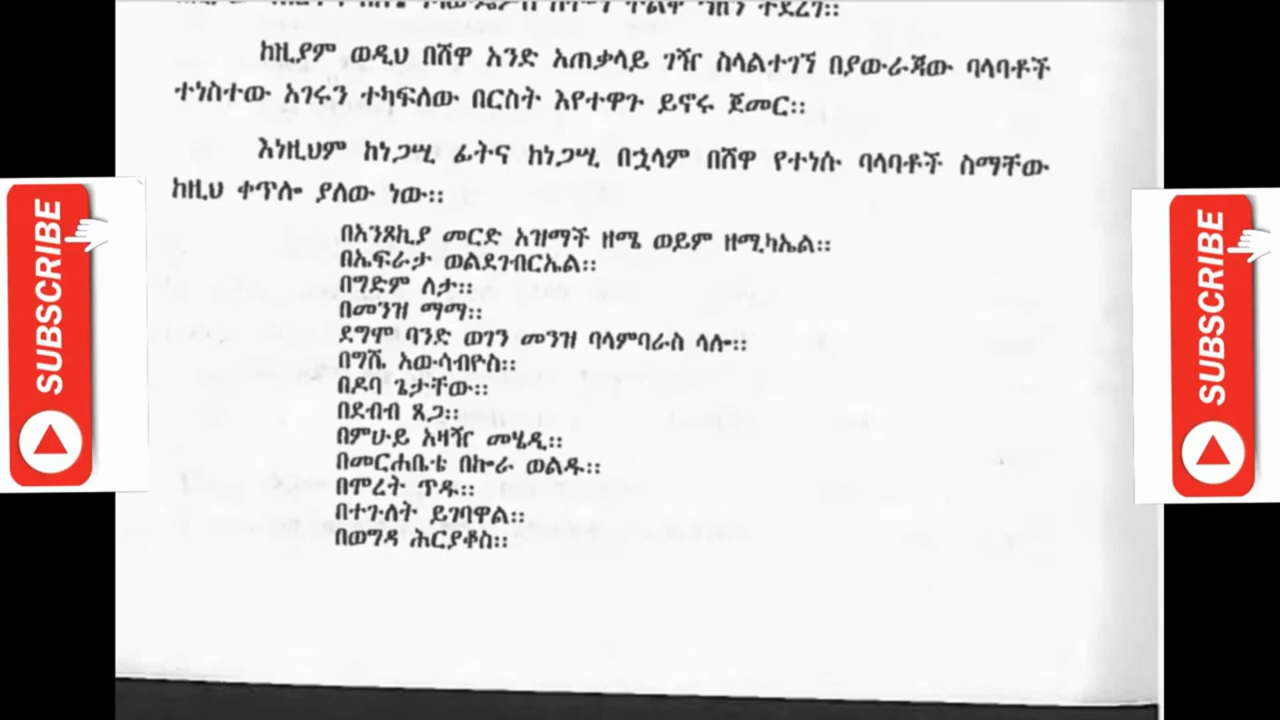 ተደረገ።
ከዚያም ወዲህ በሸዋ አንድ አጠቃላይ ገዥ ስላልተገኘ በያውራጃው ባላባቶች
ተነስተው አገሩን ተካፍለው በርስት እየተዋጉ ይኖሩ ጀመር።
እነዚህም ከነጋሢ ፊትና ከነጋሢ በኋላም በሸዋ የተነሱ ባላባቶች ስማቸው
ከዚህ ቀጥሎ ያለው ነው።
በአንጾኪያ መርድ አዝማች ዘሜ ወይም ዘሚካኤል።
በኤፍራታ ወልደገብርኤል።
በግድም ለታ።
በመንዝ ማማ።
ደግሞ ባንድ ወገን መንዝ ባላምባራስ ላሎ።
በግሼ አውሳብዮስ።
በዶባ ጌታቸው።
በደብብ ጸጋ።
በምሁይ አዛዥ መሄዲ።
በመርሐቤቴ በኵራ ወልዱ።
በሞረት ጥዱ።
በተጉለት ይገባዋል።
በወግዳ ሕርያቆስ።
SUBSCRIBE
SUBSCRIBE